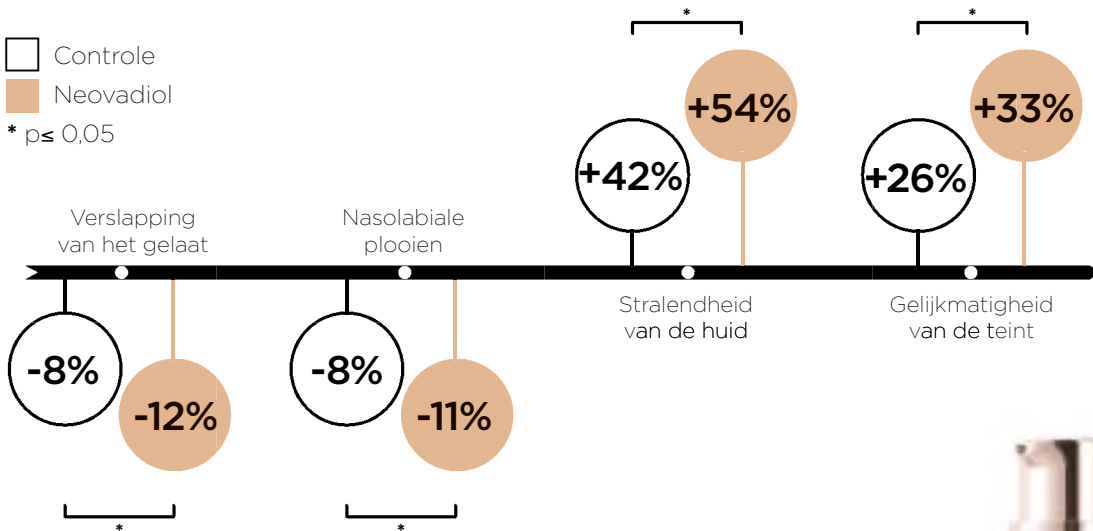 *
*
Controle
Neovadiol
* p≤ 0,05
+54%
+33%
+42%
+26%
Verslapping
van het gelaat
Nasolabiale
plooien
Stralendheid
van de huid
Gelijkmatigheid
van de teint
-8%
-12%
-8%
-11%
*
*